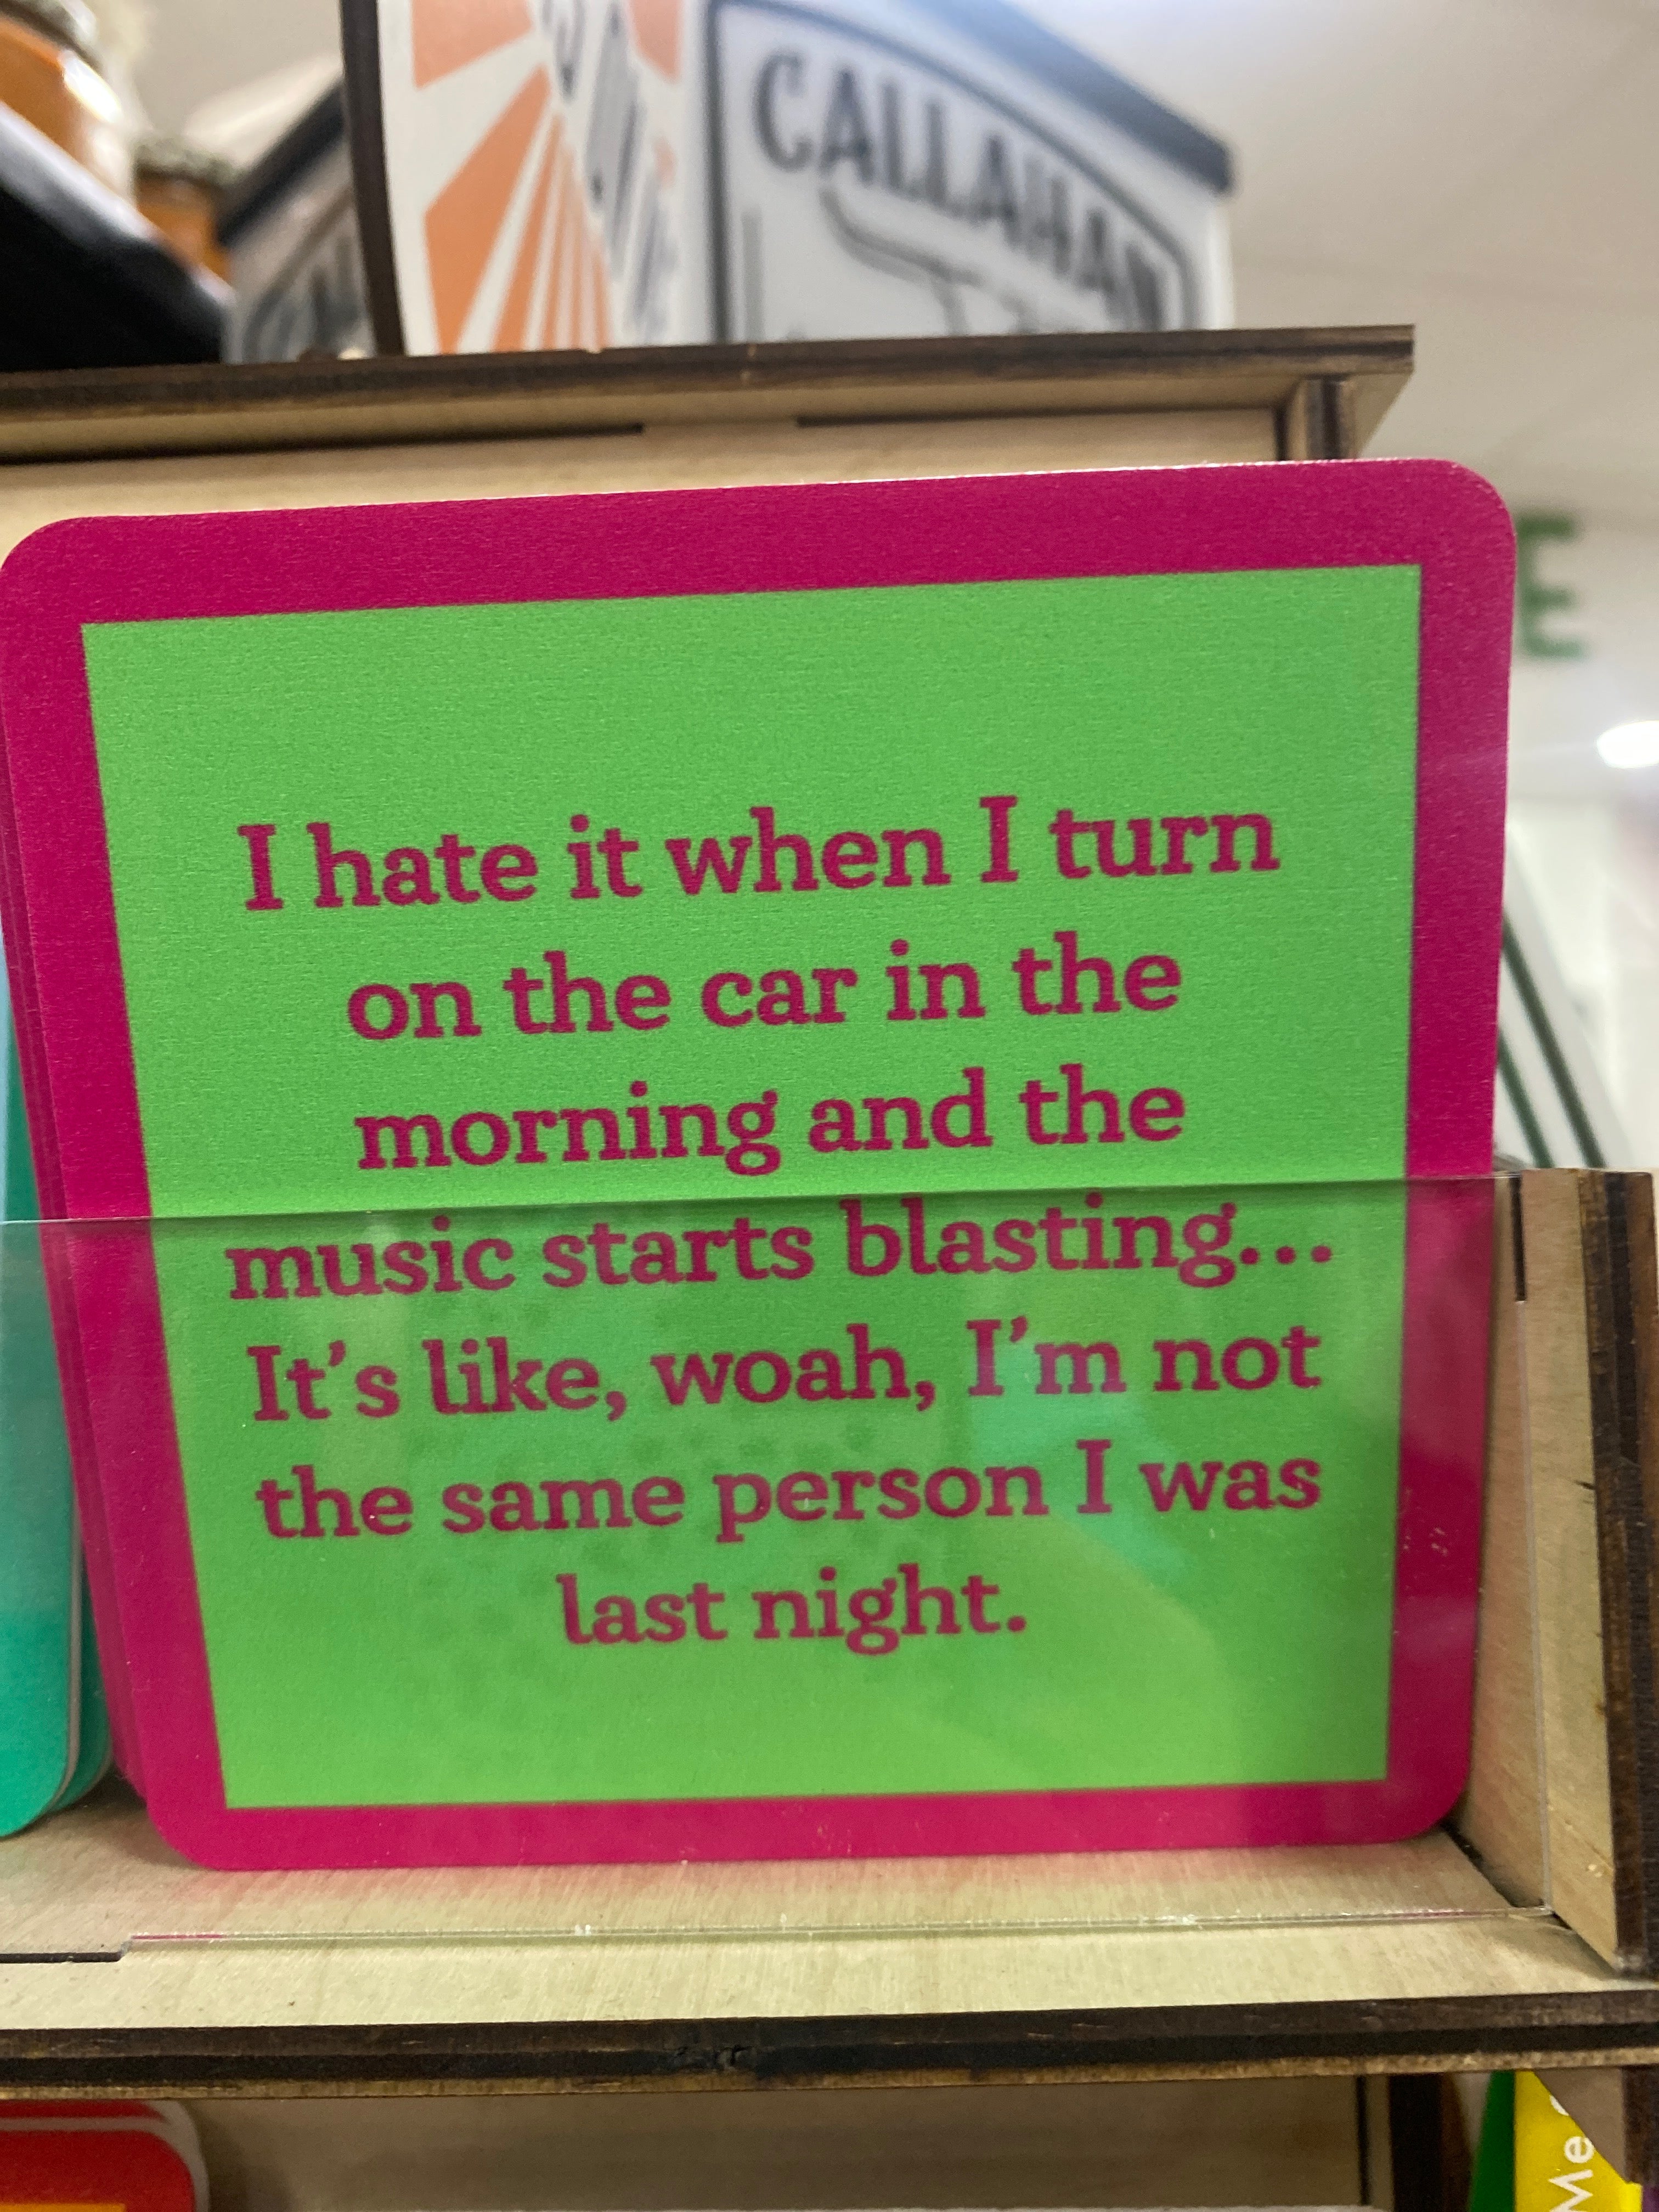 CALLAHAN
E
I hate it when I turn
on the car in the
morning and the
music starts blasting...
It's like, woah, I'm not
the same person I was
last night.
Me